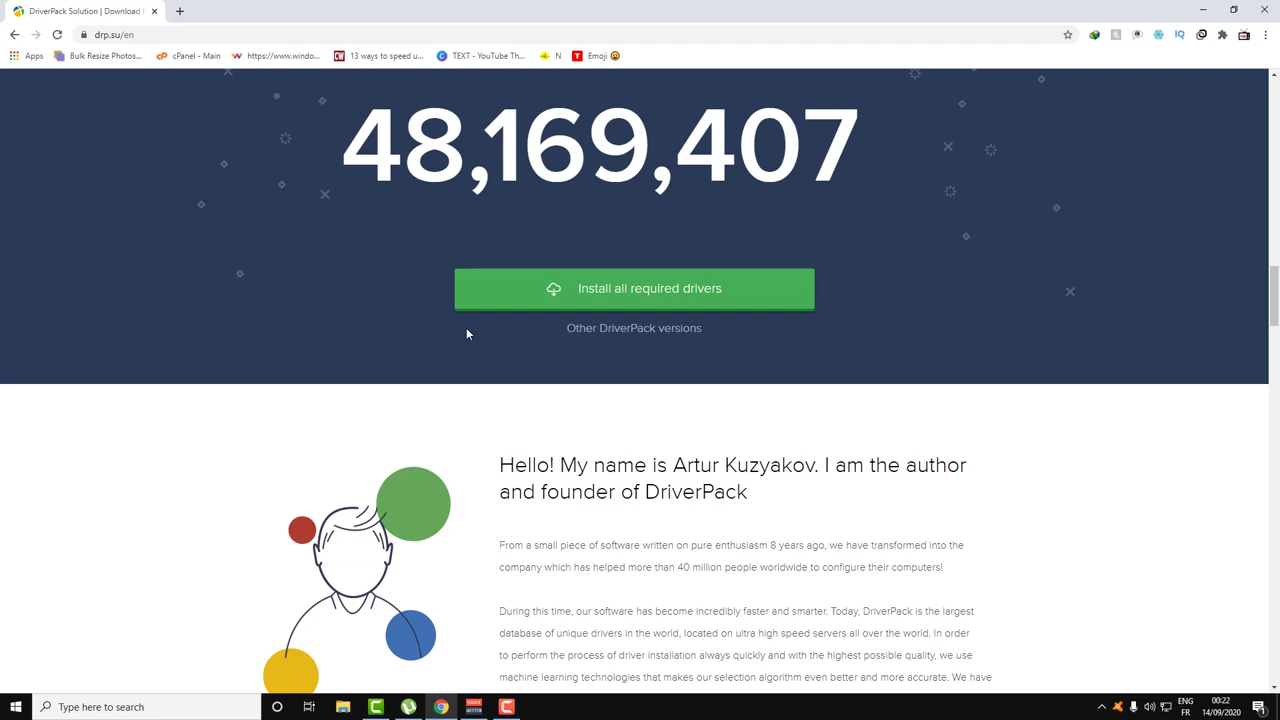 DriverPack Solution | Download
drp.su/en
Apps
Bulk Resize Photos...
cPanel - Main
https://www.windo...
13 ways to speed u...
TEXT - YouTube Th...
N
Emoji 😀
48,169,407
Install all required drivers
Other DriverPack versions
Hello! My name is Artur Kuzyakov. I am the author
and founder of DriverPack
From a small piece of software written on pure enthusiasm 8 years ago, we have transformed into the
company which has helped more than 40 million people worldwide to configure their computers!
During this time, our software has become incredibly faster and smarter. Today, DriverPack is the largest
database of unique drivers in the world, located on ultra high speed servers all over the world. In order
to perform the process of driver installation always quickly and with the highest possible quality, we use
machine learning technologies that makes our selection algorithm even better and more accurate. We have
Type here to search
ENG
FR
00:22
14/09/2020